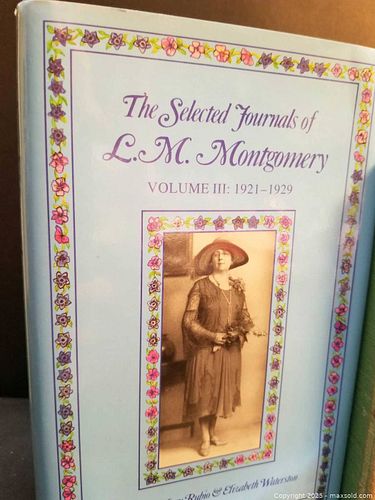 The Selected Journals of
L.M. Montgomery
VOLUME III: 1921–1929
Rubio & Elizabeth Waterston
Copyright 2025 - maxsold.com